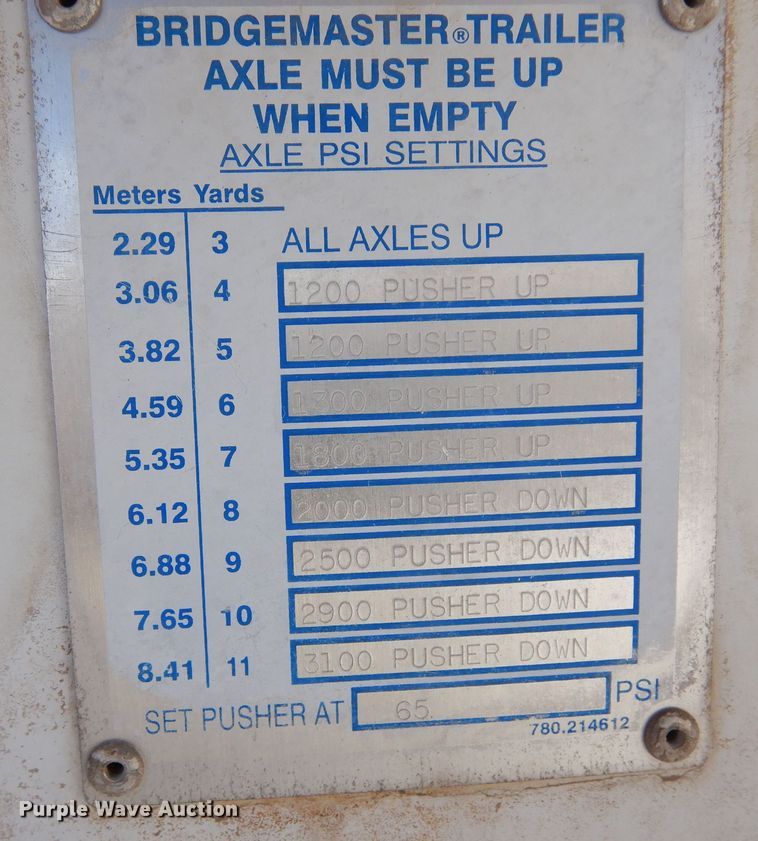 BRIDGEMASTER®TRAILER
AXLE MUST BE UP
WHEN EMPTY
AXLE PSI SETTINGS
Meters Yards
2.29 3 ALL AXLES UP
3.06 4 1200 PUSHER UP
3.82 5 1200 PUSHER UP
4.59 6 1300 PUSHER UP
5.35 7 1800 PUSHER UP
6.12 8 2000 PUSHER DOWN
6.88 9 2500 PUSHER DOWN
7.65 10 2900 PUSHER DOWN
8.41 11 3100 PUSHER DOWN
SET PUSHER AT 65 PSI
780.214612
Purple Wave Auction